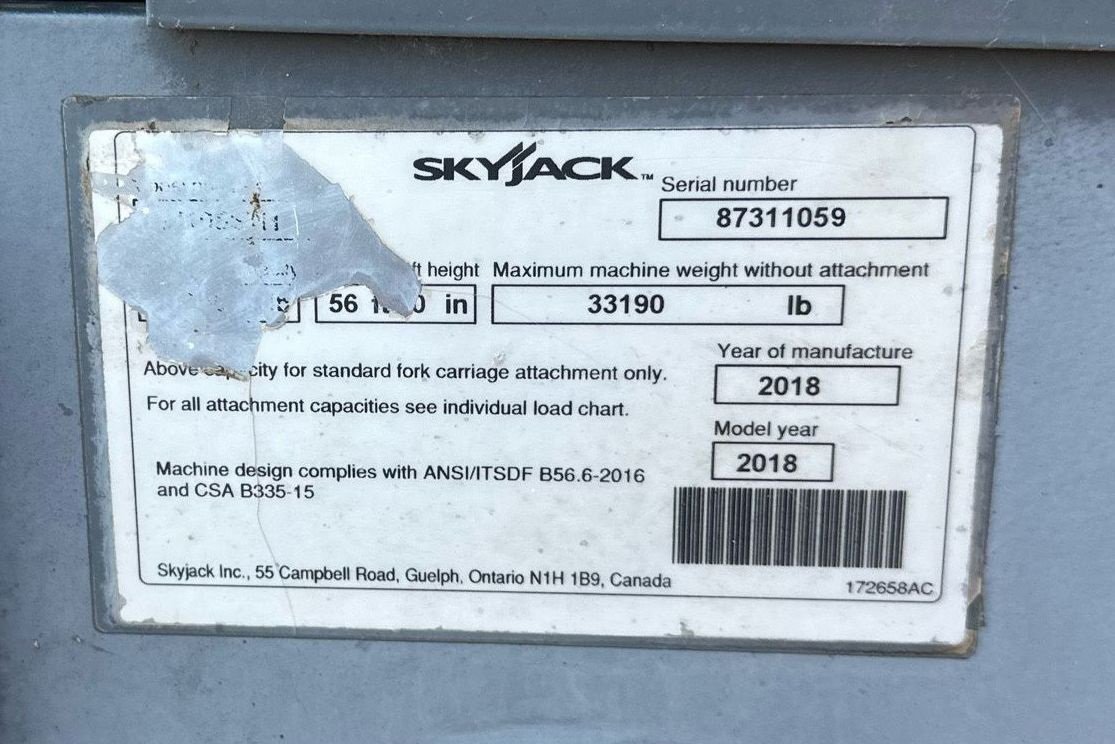 SKYJACK™
Serial number
87311059
ft height Maximum machine weight without attachment
56 in 33190 lb
Year of manufacture
2018
Above for standard fork carriage attachment only.
For all attachment capacities see individual load chart.
Model year
2018
Machine design complies with ANSI/ITSDF B56.6-2016
and CSA B335-15
Skyjack Inc., 55 Campbell Road, Guelph, Ontario N1H 1B9, Canada
172658AC